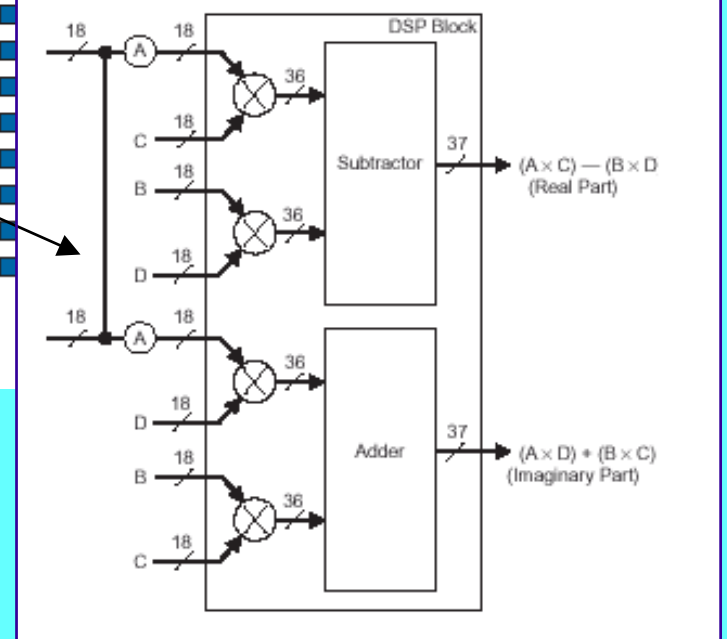 DSP Block
18
A
18
36
C
18
Subtractor
37
(A × C) — (B × D
(Real Part)
B
18
36
D
18
18
A
18
36
D
18
Adder
37
(A × D) + (B × C)
(Imaginary Part)
B
18
36
C
18